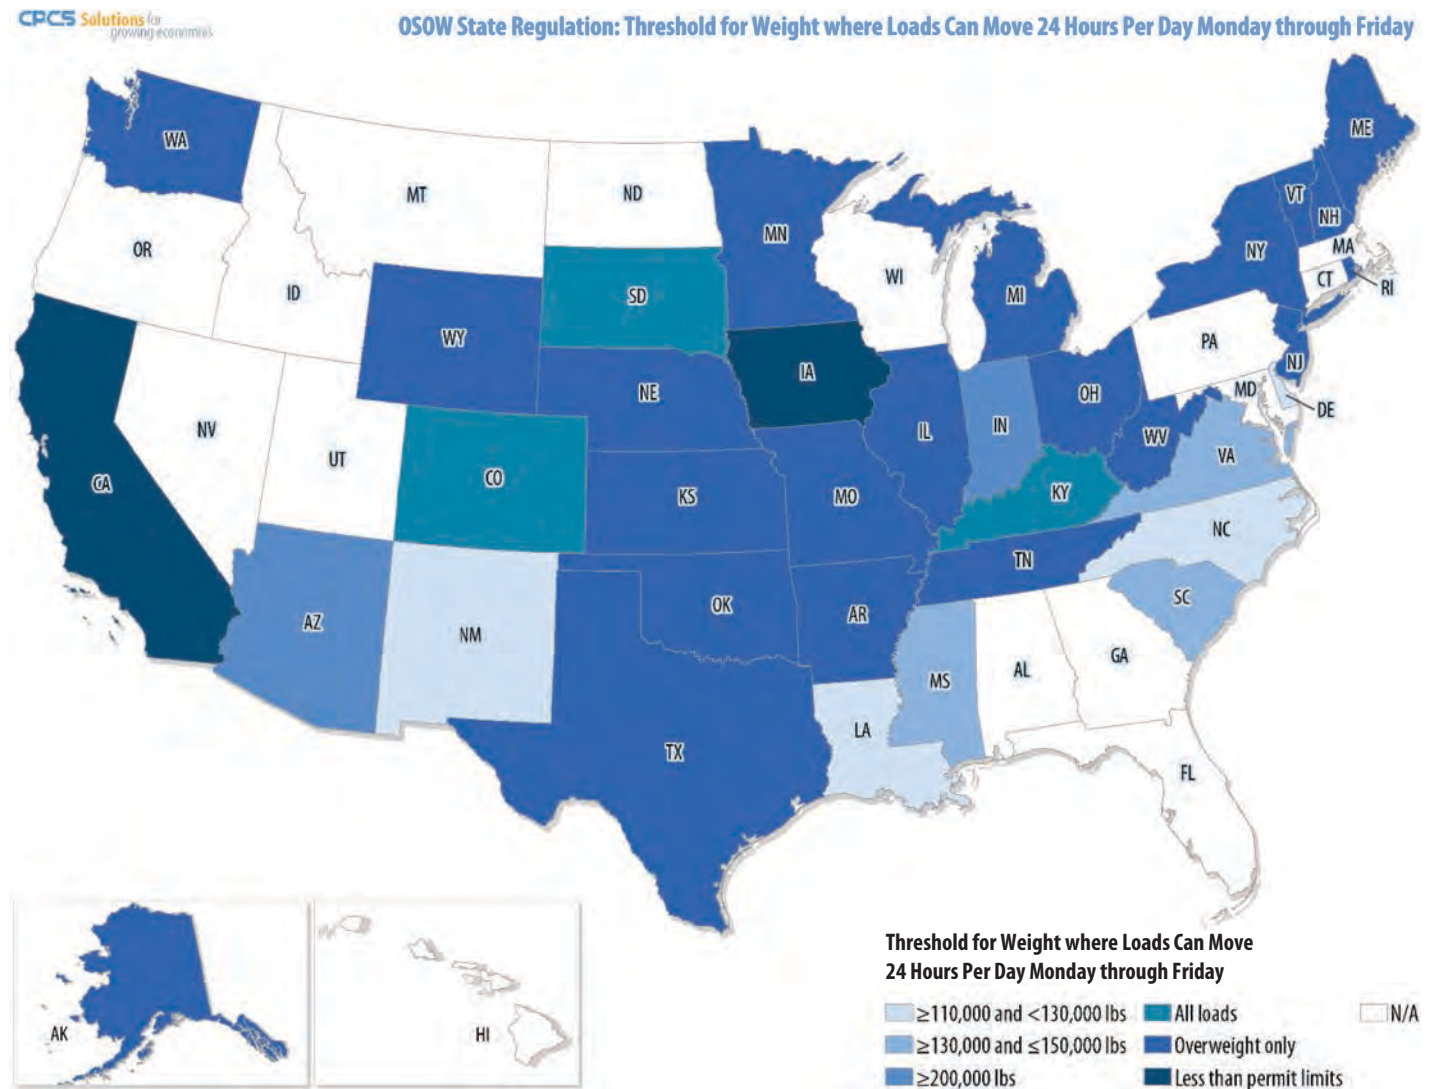 CPCS Solutions for
growing economies
OSOW State Regulation: Threshold for Weight where Loads Can Move 24 Hours Per Day Monday through Friday
WA
MT
ND
MN
ME
VT
NH
OR
ID
SD
WI
MI
NY
MA
CT
RI
WY
IA
PA
NJ
NE
OH
MD
DE
NV
UT
CO
IL
IN
WV
VA
CA
KS
MO
KY
NC
TN
AZ
NM
OK
AR
SC
MS
AL
GA
LA
TX
FL
AK
HI
Threshold for Weight where Loads Can Move
24 Hours Per Day Monday through Friday
≥110,000 and <130,000 lbs
≥130,000 and ≤150,000 lbs
≥200,000 lbs
All loads
Overweight only
Less than permit limits
N/A